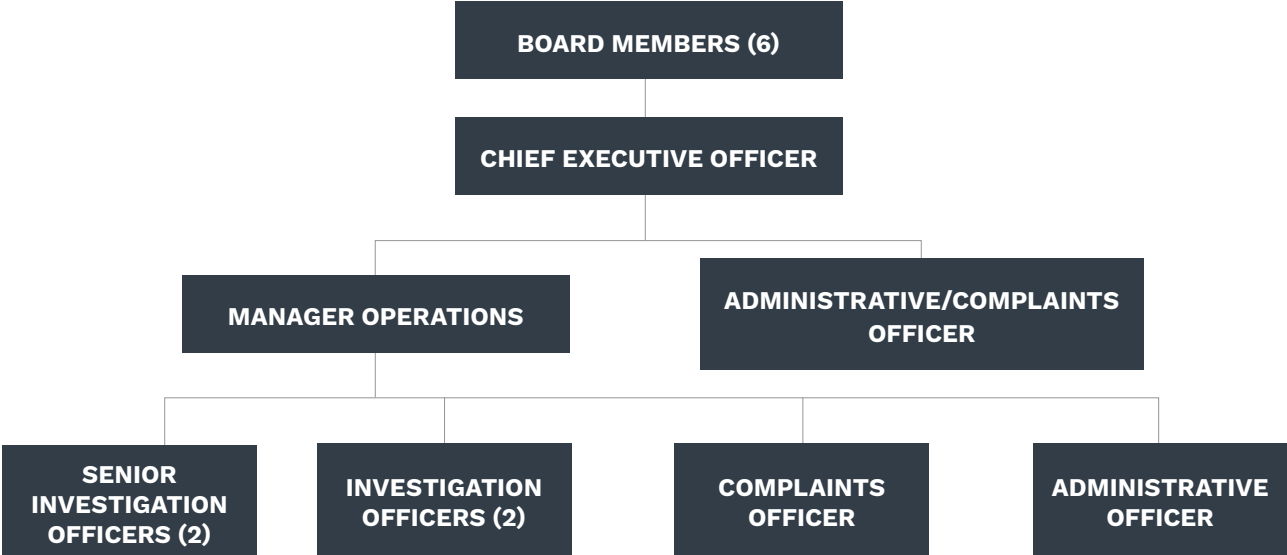 BOARD MEMBERS (6)
CHIEF EXECUTIVE OFFICER
MANAGER OPERATIONS
ADMINISTRATIVE/COMPLAINTS
OFFICER
SENIOR
INVESTIGATION
OFFICERS (2)
INVESTIGATION
OFFICERS (2)
COMPLAINTS
OFFICER
ADMINISTRATIVE
OFFICER